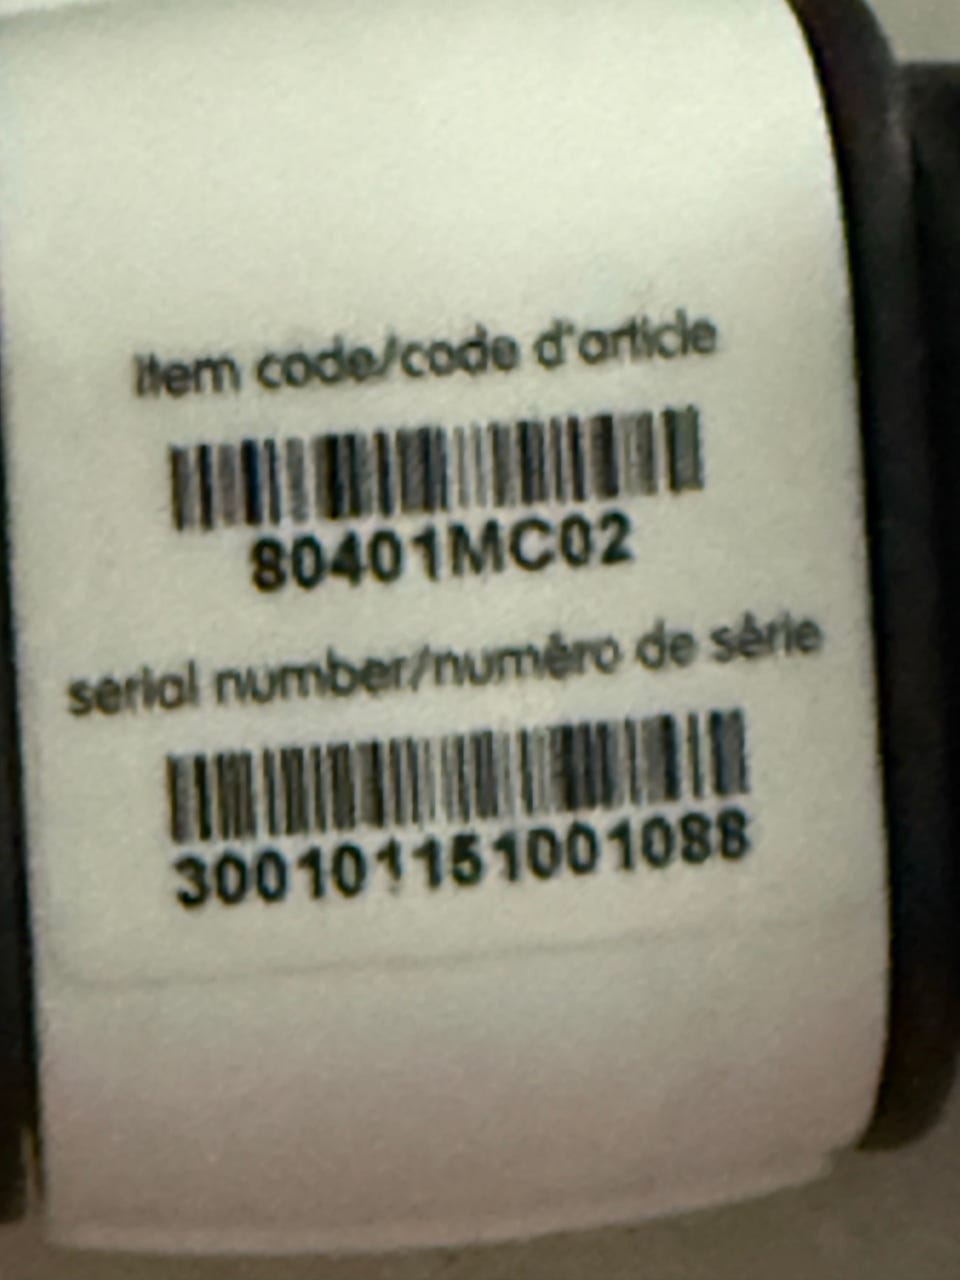 Item code/code d'article
80401MC02
serial number/numéro de série
300101151001088